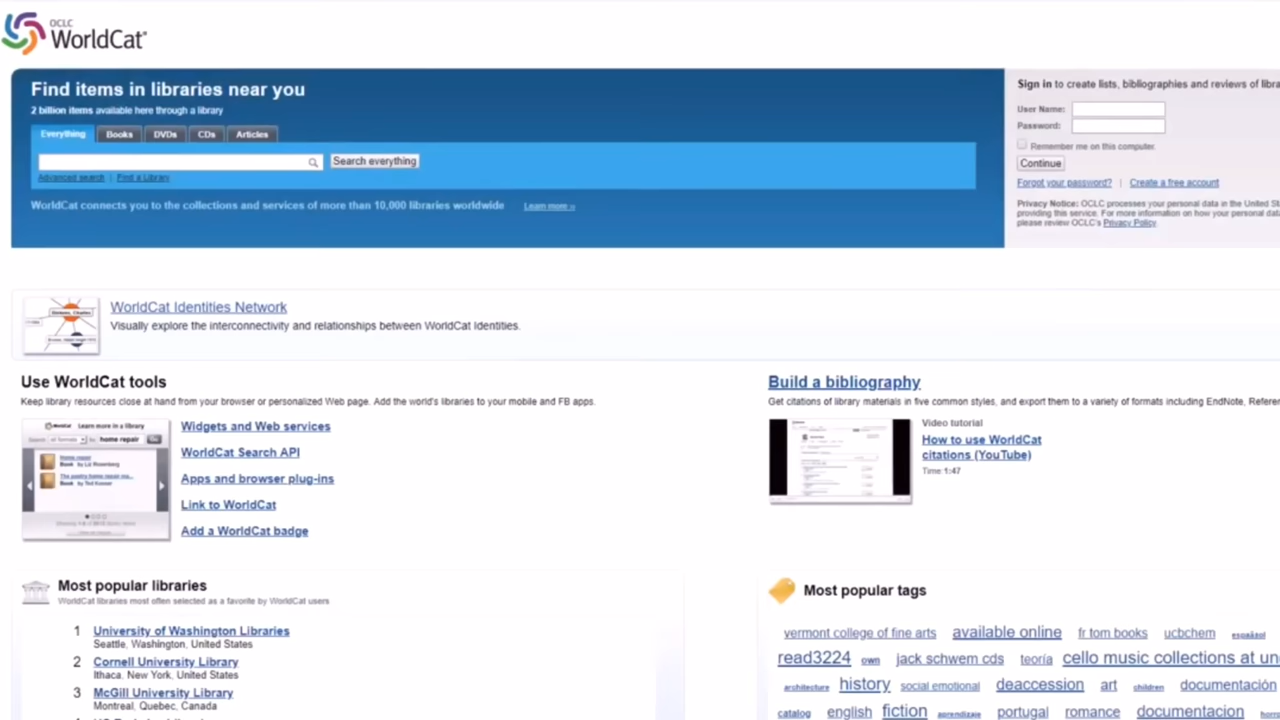 OCLC
WorldCat
Find items in libraries near you
2 billion items available here through a library
Everything Books DVDs CDs Articles
Search everything
Advanced search | Find a Library
WorldCat connects you to the collections and services of more than 10,000 libraries worldwide Learn more »
Sign in to create lists, bibliographies and reviews of libra
User Name:
Password:
Remember me on this computer.
Continue
Forgot your password? | Create a free account
Privacy Notice: OCLC processes your personal data in the United St
providing this service. For more information on how your personal data
please review OCLC's Privacy Policy
WorldCat Identities Network
Visually explore the interconnectivity and relationships between WorldCat Identities.
Use WorldCat tools
Keep library resources close at hand from your browser or personalized Web page. Add the world's libraries to your mobile and FB apps.
Learn more in a library
home repair
Widgets and Web services
WorldCat Search API
Apps and browser plug-ins
Link to WorldCat
Add a WorldCat badge
Build a bibliography
Get citations of library materials in five common styles, and export them to a variety of formats including EndNote, Refere
Video tutorial
How to use WorldCat
citations (YouTube)
Time 1:47
Most popular libraries
WorldCat libraries most often selected as a favorite by WorldCat users
1 University of Washington Libraries
Seattle, Washington, United States
2 Cornell University Library
Ithaca, New York, United States
3 McGill University Library
Montreal, Quebec, Canada
Most popular tags
vermont college of fine arts available online fr tom books ucbchem español
read3224 own jack schwem cds teoría cello music collections at un
architecture history social emotional deaccession art children documentación
catalog english fiction aprendizaje portugal romance documentacion horro